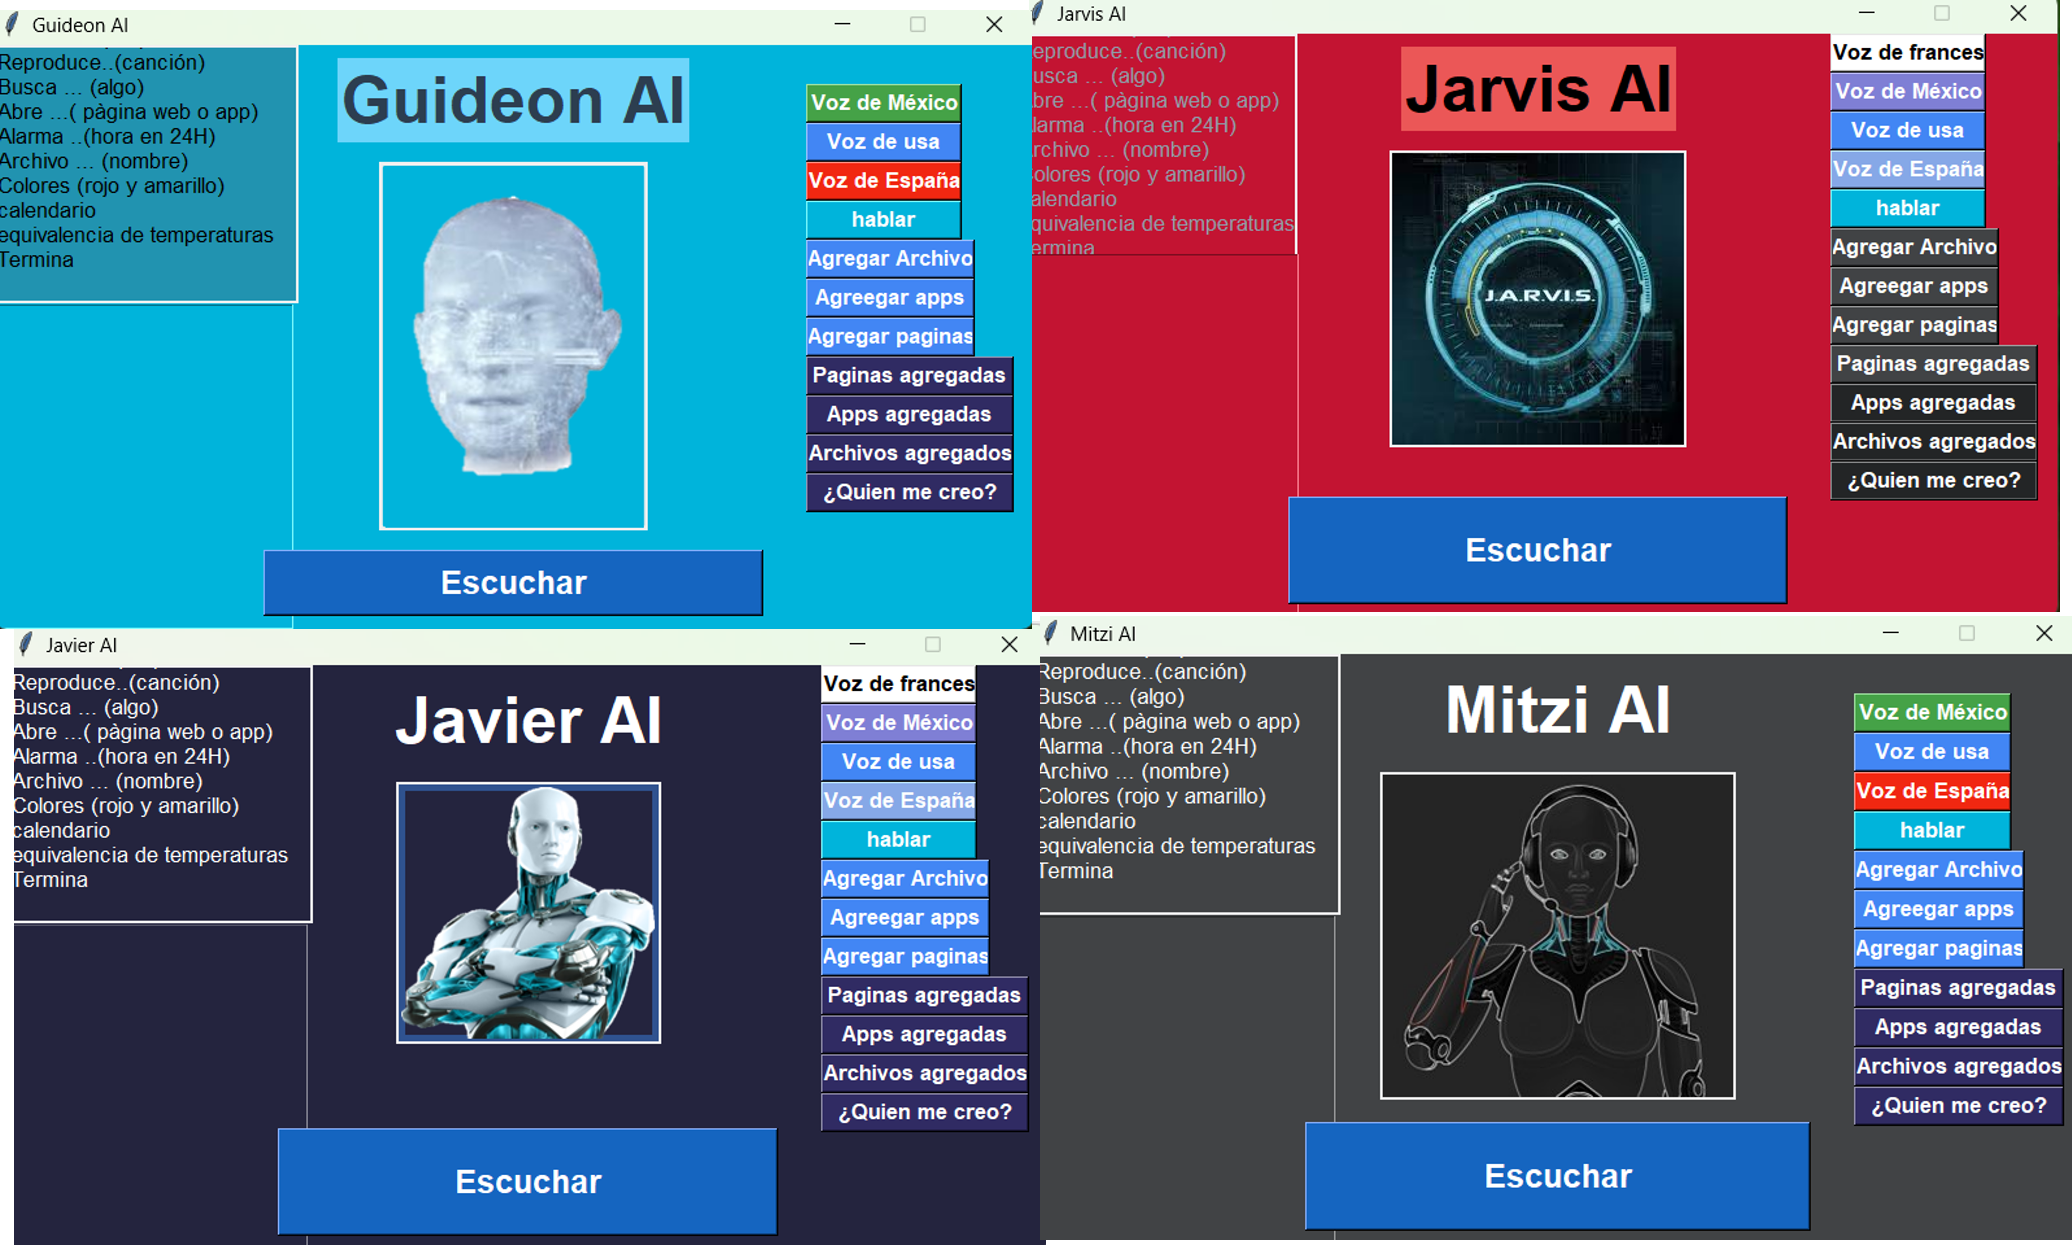 Guideon AI
Reproduce..(canción)
Busca ... (algo)
Abre ...( pàgina web o app)
Alarma ..(hora en 24H)
Archivo ... (nombre)
Colores (rojo y amarillo)
calendario
equivalencia de temperaturas
Termina
Guideon AI
Voz de México
Voz de usa
Voz de España
hablar
Agregar Archivo
Agreegar apps
Agregar paginas
Paginas agregadas
Apps agregadas
Archivos agregados
¿Quien me creo?
Escuchar
Jarvis AI
eproduce..(canción)
usca ... (algo)
bre ...( pàgina web o app)
larma ..(hora en 24H)
rchivo ... (nombre)
olores (rojo y amarillo)
alendario
quivalencia de temperaturas
ermina
Jarvis AI
J.A.R.V.I.S.
Voz de frances
Voz de México
Voz de usa
Voz de España
hablar
Agregar Archivo
Agreegar apps
Agregar paginas
Paginas agregadas
Apps agregadas
Archivos agregados
¿Quien me creo?
Escuchar
Javier AI
Reproduce..(canción)
Busca ... (algo)
Abre ...( pàgina web o app)
Alarma ..(hora en 24H)
Archivo ... (nombre)
Colores (rojo y amarillo)
calendario
equivalencia de temperaturas
Termina
Javier AI
Voz de frances
Voz de México
Voz de usa
Voz de España
hablar
Agregar Archivo
Agreegar apps
Agregar paginas
Paginas agregadas
Apps agregadas
Archivos agregados
¿Quien me creo?
Escuchar
Mitzi AI
Reproduce..(canción)
Busca ... (algo)
Abre ...( pàgina web o app)
Alarma ..(hora en 24H)
Archivo ... (nombre)
Colores (rojo y amarillo)
calendario
equivalencia de temperaturas
Termina
Mitzi AI
Voz de México
Voz de usa
Voz de España
hablar
Agregar Archivo
Agreegar apps
Agregar paginas
Paginas agregadas
Apps agregadas
Archivos agregados
¿Quien me creo?
Escuchar